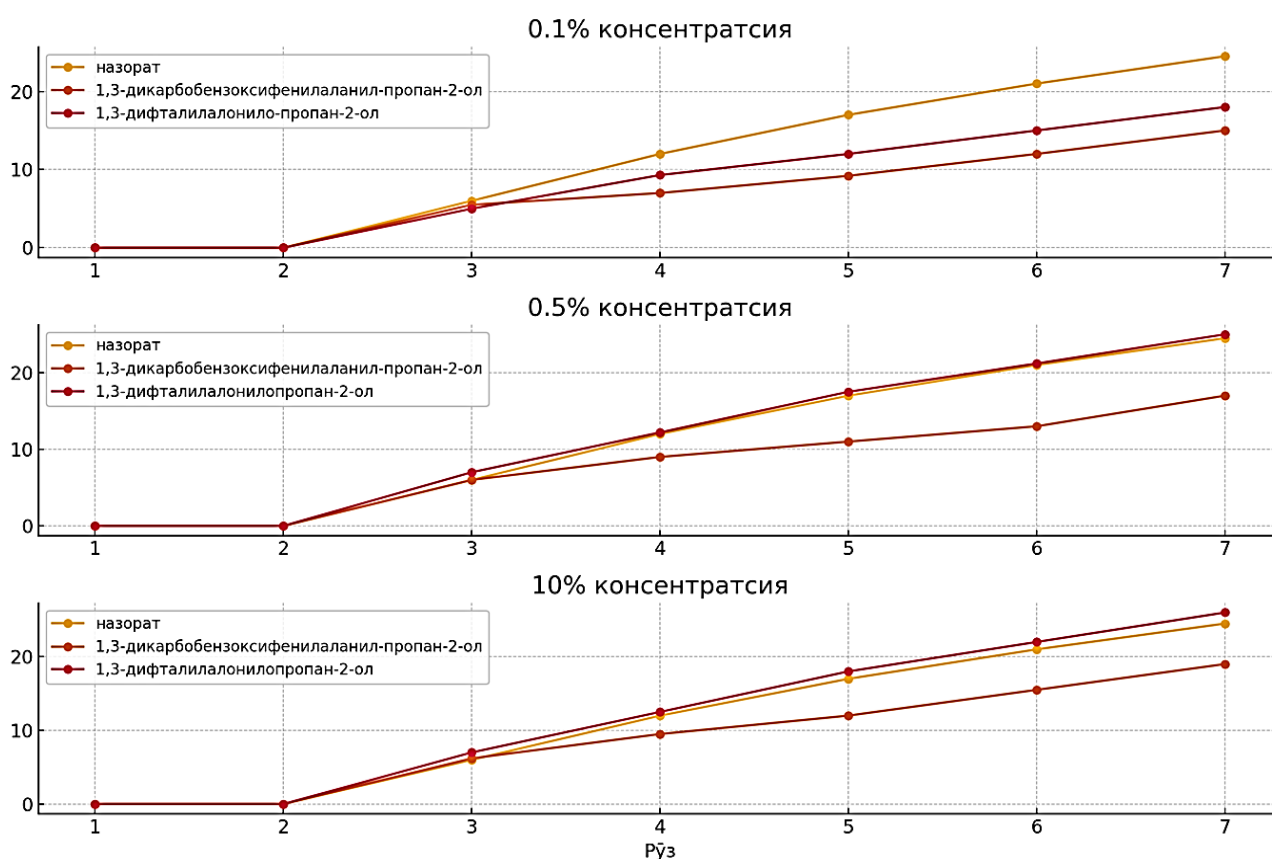 0.1% консентратсия
назорат
1,3-дикарбобензоксифенилаланил-пропан-2-ол
1,3-дифталилалонило-пропан-2-ол
20
10
0
1 2 3 4 5 6 7
0.5% консентратсия
назорат
1,3-дикарбобензоксифенилаланил-пропан-2-ол
1,3-дифталилалонилопропан-2-ол
20
10
0
1 2 3 4 5 6 7
10% консентратсия
назорат
1,3-дикарбобензоксифенилаланил-пропан-2-ол
1,3-дифталилалонилопропан-2-ол
20
10
0
1 2 3 4 5 6 7
Рӯз